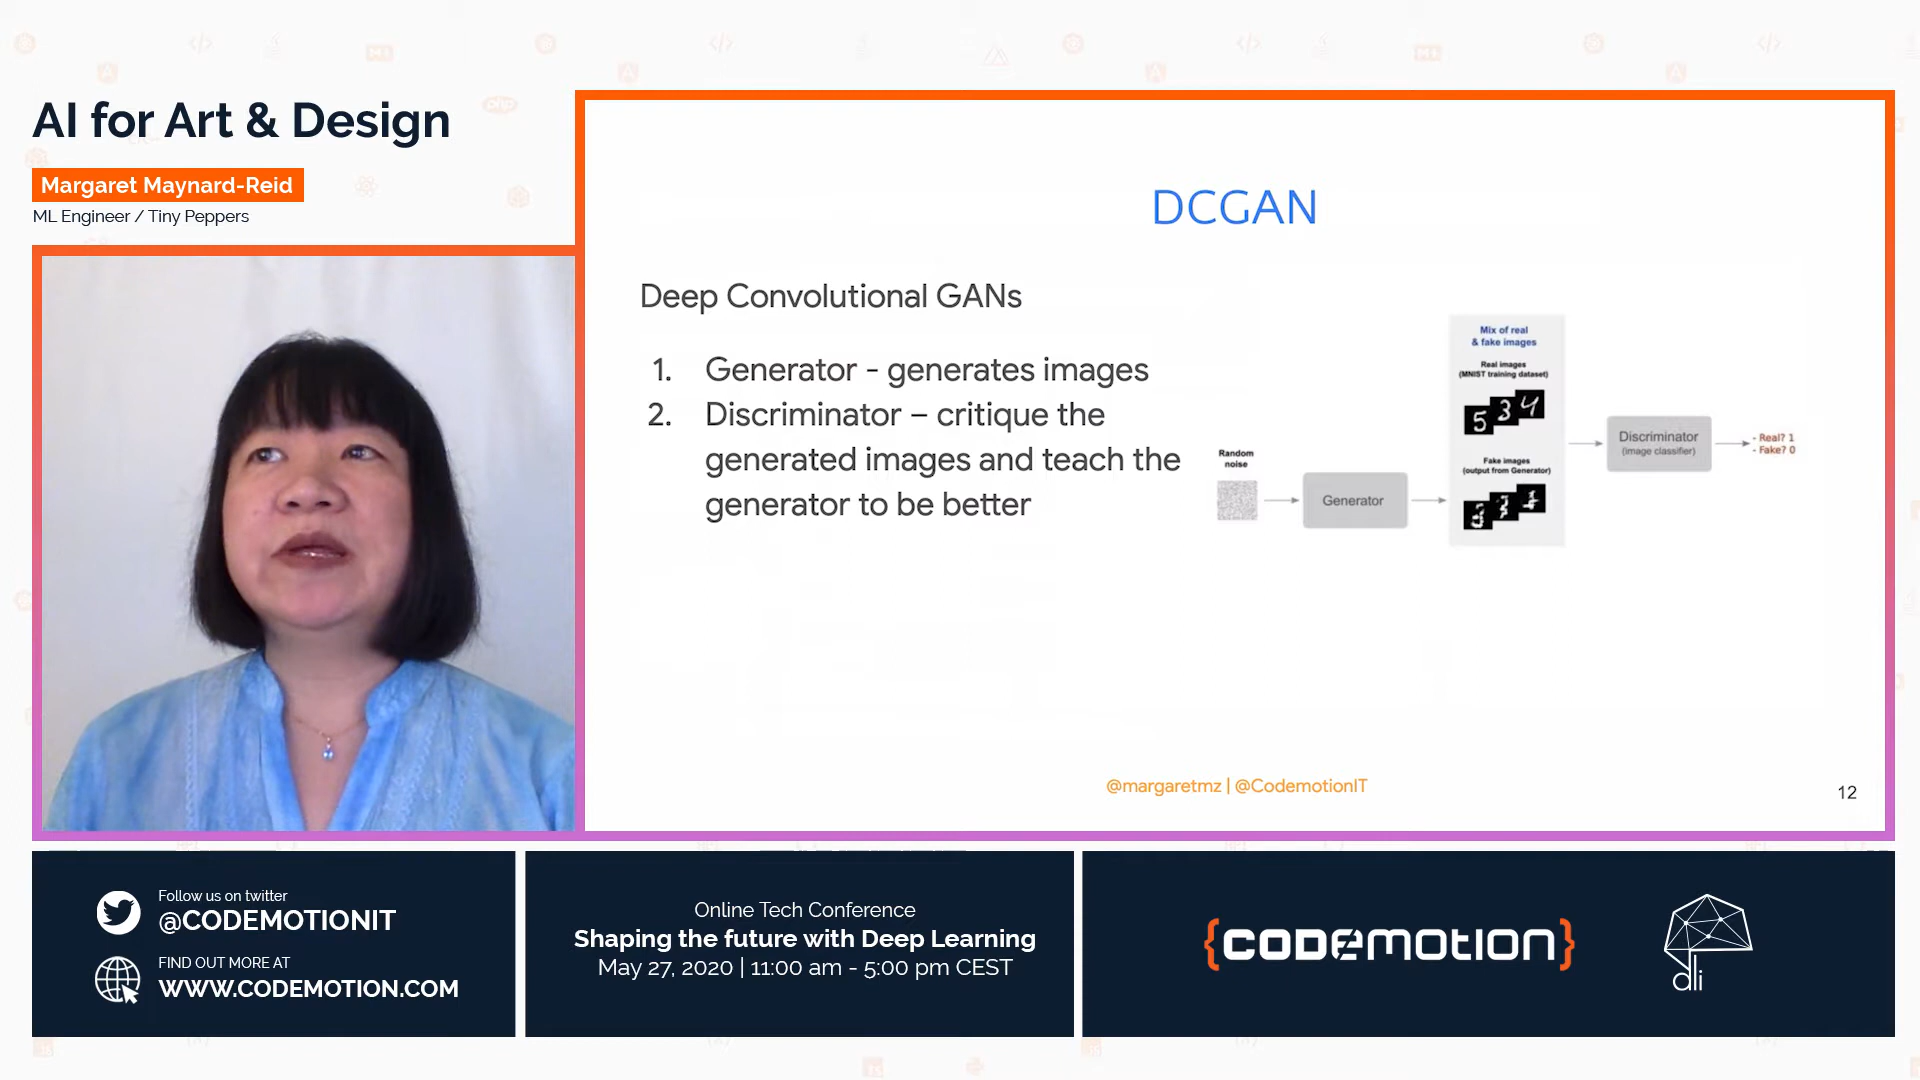 AI for Art & Design
Margaret Maynard-Reid
ML Engineer / Tiny Peppers
DCGAN
Deep Convolutional GANs
1. Generator - generates images
2. Discriminator – critique the
generated images and teach the
generator to be better
Random
noise
Generator
Mix of real
& fake images
Real images
(MNIST training dataset)
5 3 4
Fake images
(output from Generator)
Discriminator
(image classifier)
- Real? 1
- Fake? 0
@margaretmz | @CodemotionIT
12
Follow us on twitter
@CODEMOTIONIT
FIND OUT MORE AT
WWW.CODEMOTION.COM
Online Tech Conference
Shaping the future with Deep Learning
May 27, 2020 | 11:00 am - 5:00 pm CEST
{CODEMOTION}
dli